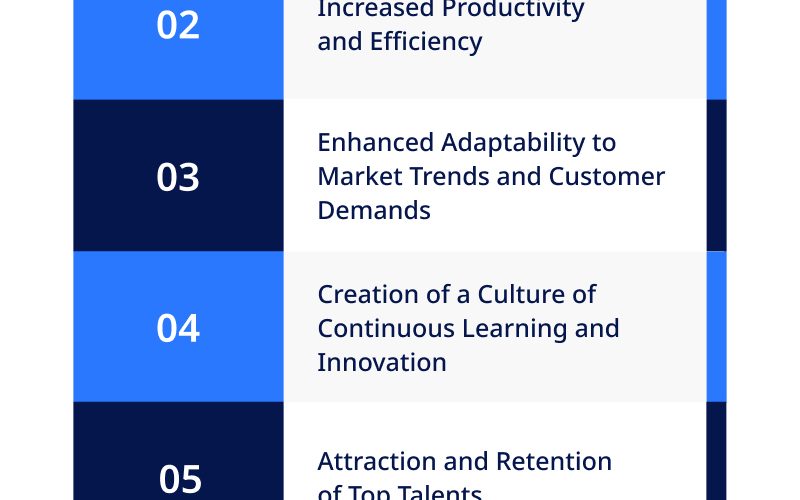 02
Increased Productivity
and Efficiency
03
Enhanced Adaptability to
Market Trends and Customer
Demands
04
Creation of a Culture of
Continuous Learning and
Innovation
05
Attraction and Retention
of Top Talents